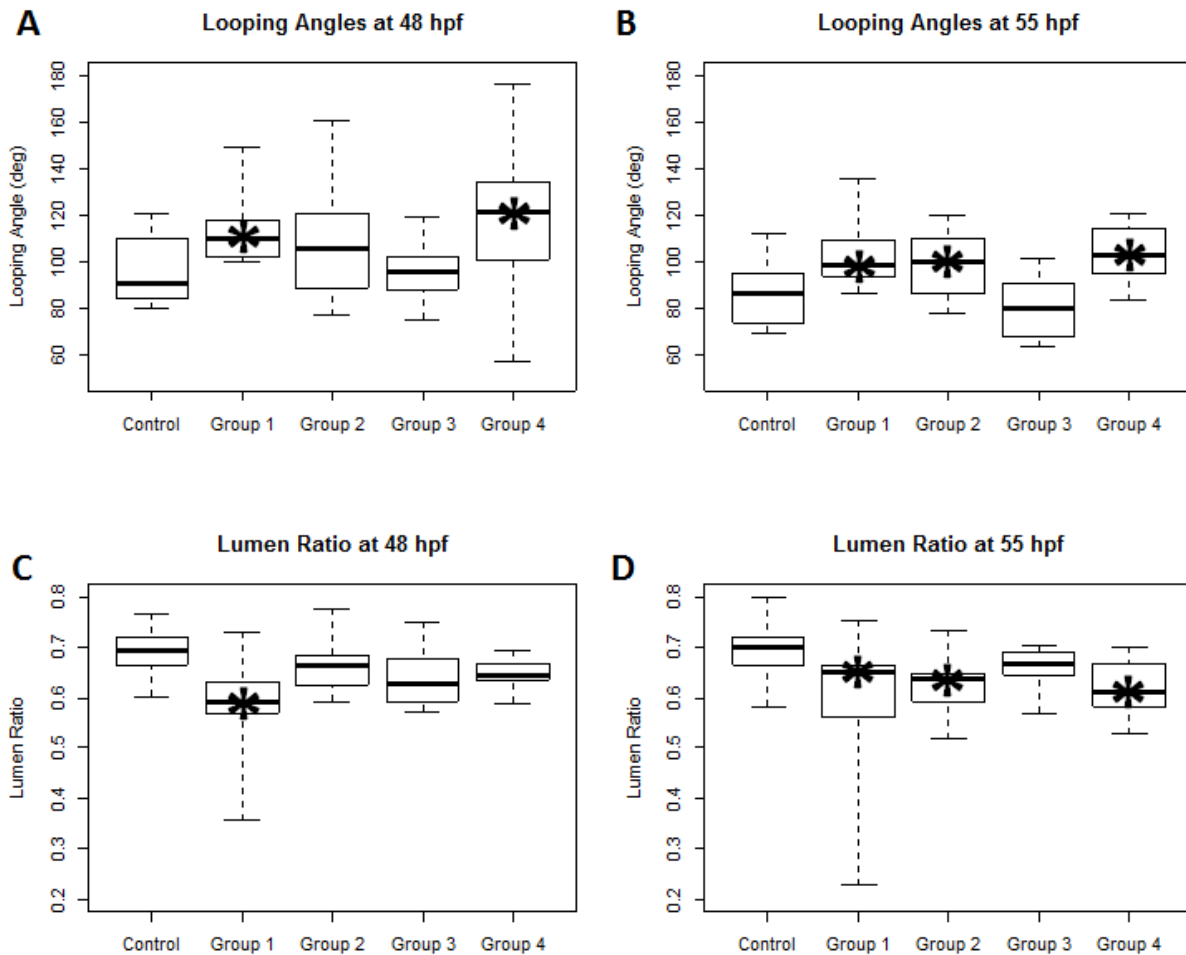 A
Looping Angles at 48 hpf
Looping Angle (deg)
180
160
140
120
100
80
60
Control Group 1 Group 2 Group 3 Group 4
B
Looping Angles at 55 hpf
Looping Angle (deg)
180
160
140
120
100
80
60
Control Group 1 Group 2 Group 3 Group 4
C
Lumen Ratio at 48 hpf
Lumen Ratio
0.8
0.7
0.6
0.5
0.4
0.3
0.2
Control Group 1 Group 2 Group 3 Group 4
D
Lumen Ratio at 55 hpf
Lumen Ratio
0.8
0.7
0.6
0.5
0.4
0.3
0.2
Control Group 1 Group 2 Group 3 Group 4